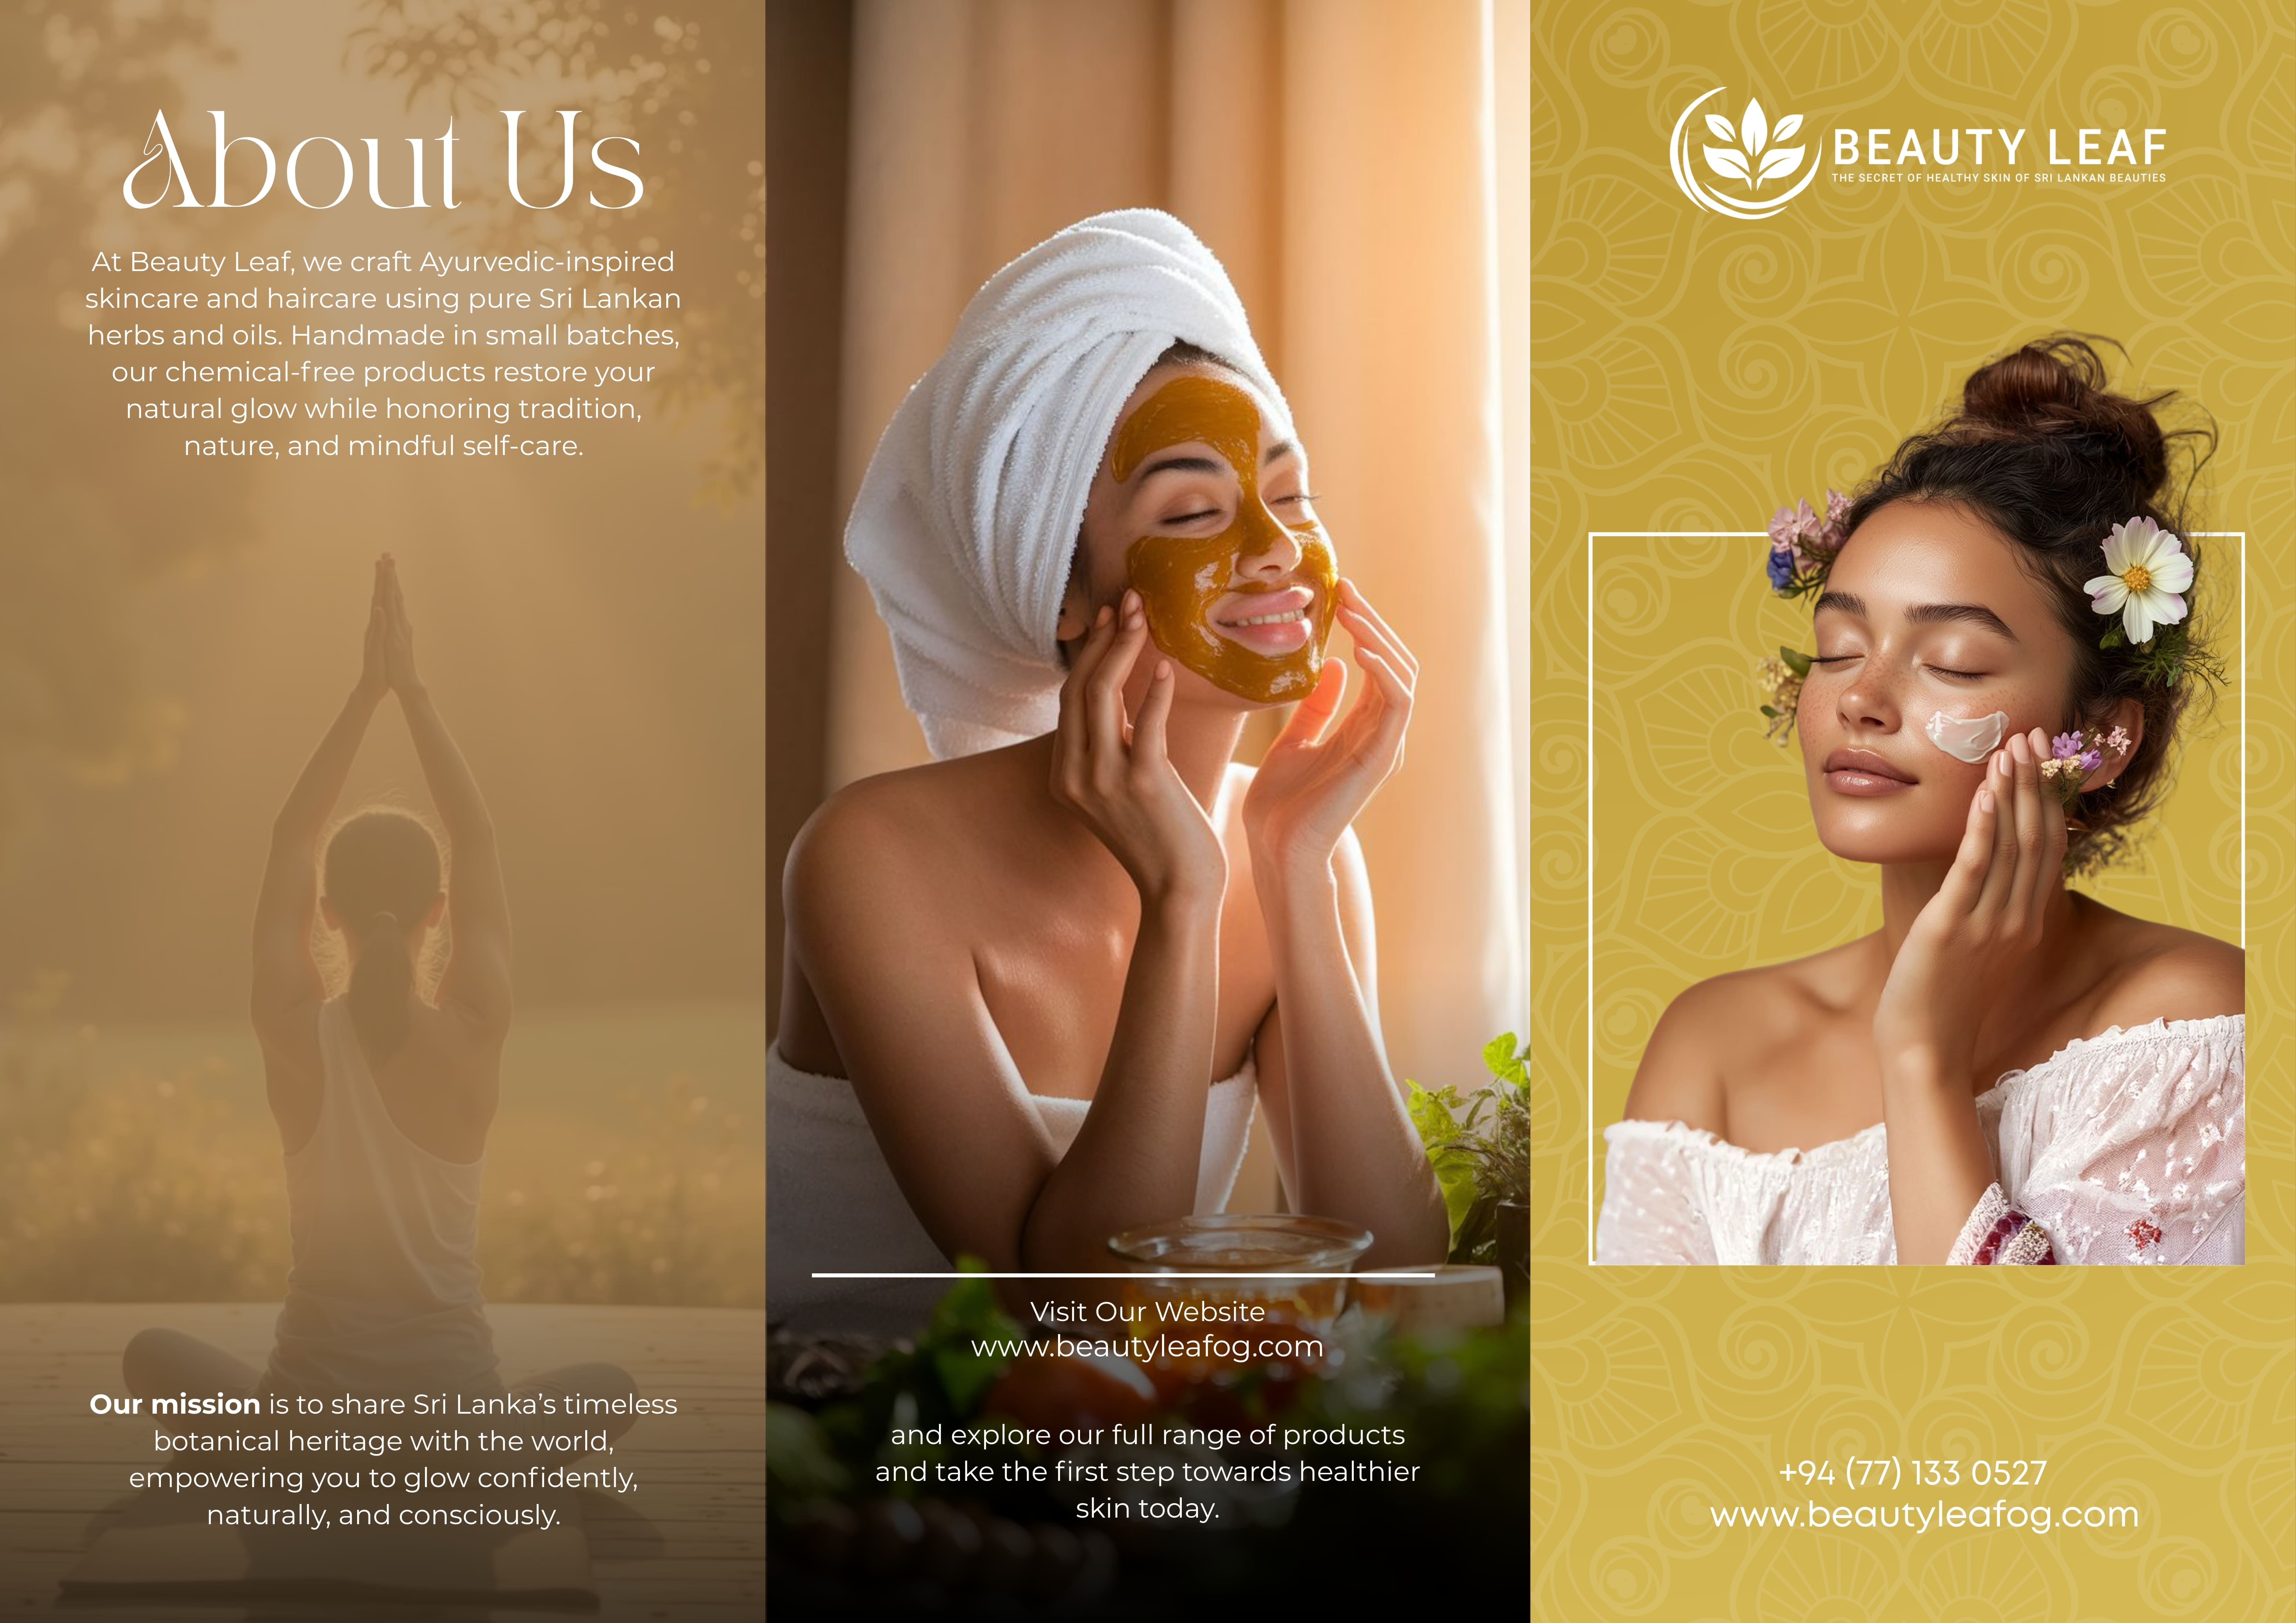 About Us
At Beauty Leaf, we craft Ayurvedic-inspired
skincare and haircare using pure Sri Lankan
herbs and oils. Handmade in small batches,
our chemical-free products restore your
natural glow while honoring tradition,
nature, and mindful self-care.
Our mission is to share Sri Lanka’s timeless
botanical heritage with the world,
empowering you to glow confidently,
naturally, and consciously.
Visit Our Website
www.beautyleafog.com
and explore our full range of products
and take the first step towards healthier
skin today.
BEAUTY LEAF
THE SECRET OF HEALTHY SKIN OF SRI LANKAN BEAUTIES
+94 (77) 133 0527
www.beautyleafog.com